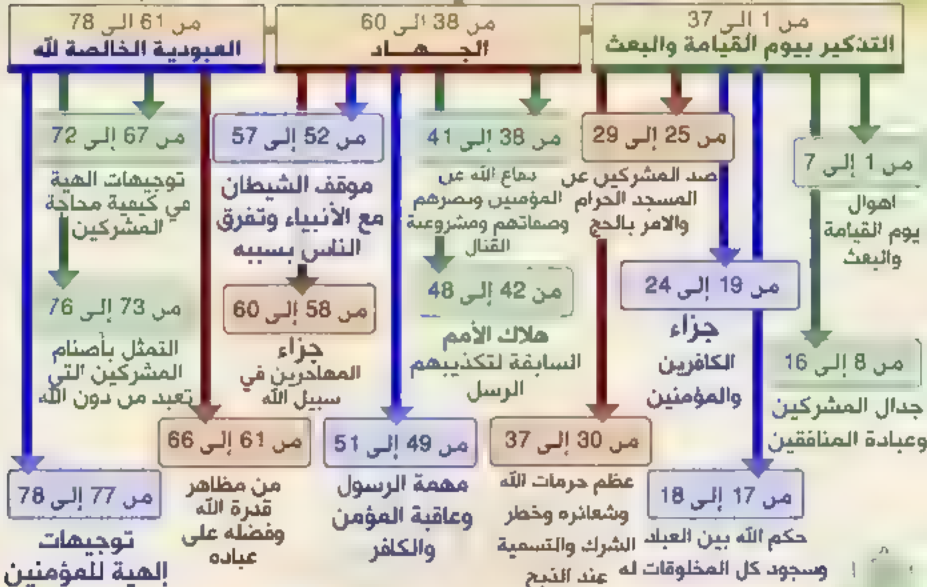 من 1 الى 37
التذكير بيوم القيامة والبعث
من 1 إلى 7
اهوال
يوم القيامة
والبعث
من 8 إلى 16
جدال المشركين
وعبادة المنافقين
من 17 إلى 18
حكم الله بين العباد
وسجود كل المخلوقات له
من 19 إلى 24
جزاء
الكافرين
والمؤمنين
من 25 إلى 29
صد المشركين عن
المسجد الحرام
والامر بالحج
من 30 إلى 37
عظم حرمات الله
وشعائره وخطر
الشرك والتسمية
عند الذبح
من 38 الى 60
الجهاد
من 38 إلى 41
دفاع الله عن
المؤمنين ونصرهم
وصفاتهم ومشروعية
القتال
من 42 إلى 48
هلاك الأمم
السابقة لتكذيبهم
الرسل
من 49 إلى 51
مهمة الرسول
وعاقبة المؤمن
والكافر
من 52 إلى 57
موقف الشيطان
مع الأنبياء وتفرق
الناس بسببه
من 58 إلى 60
جزاء
المهاجرين في
سبيل الله
من 61 الى 78
العبودية الخالصة لله
من 61 إلى 66
من مظاهر
قدرة الله
وفضله على
عباده
من 67 إلى 72
توجيهات الهية
في كيفية محاجة
المشركين
من 73 إلى 76
التمثل بأصنام
المشركين التي
تعبد من دون الله
من 77 إلى 78
توجيهات
إلهية للمؤمنين